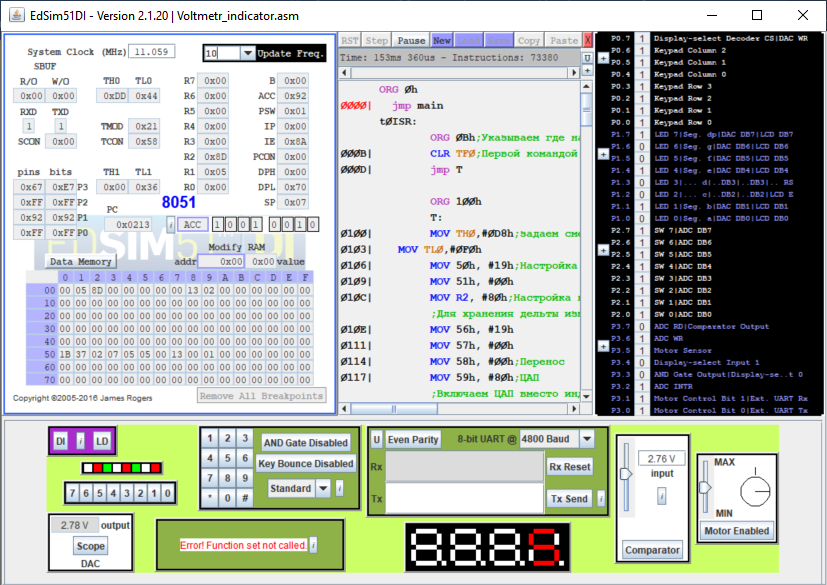 EdSim51DI - Version 2.1.20 | Voltmetr_indicator.asm
System Clock (MHz) 11.059
10 Update Freq.
SBUF
R/O W/O TH0 TL0 R7 0x00 B 0x00
0x00 0x00 0xDD 0x44 R6 0x00 ACC 0x92
RXD TXD R5 0x00 PSW 0x01
1 1 TMOD 0x21 R4 0x00 IP 0x00
SCON 0x00 TCON 0x58 R3 0x00 IE 0x8A
R2 0x8D PCON 0x00
pins bits TH1 TL1 R1 0x05 DPH 0x00
0x67 0xE7 P3 0x00 0x36 R0 0x00 DPL 0x70
0xFF 0xFF P2 8051 SP 0x07
0x92 0x92 P1 PC
0xFF 0xFF P0 0x0213 i ACC 1 0 0 1 0 0 1 0
EdSIM51DI
Modify RAM
Data Memory addr 0x00 0x00 value
0 1 2 3 4 5 6 7 8 9 A B C D E F
00 00 05 8D 00 00 00 00 00 13 02 00 00 00 00 00 00
10 00 00 00 00 00 00 00 00 00 00 00 00 00 00 00 00
20 00 00 00 00 00 00 00 00 00 00 00 00 00 00 00 00
30 00 00 00 00 00 00 00 00 00 00 00 00 00 00 00 00
40 00 00 00 00 00 00 00 00 00 00 00 00 00 00 00 00
50 1B 37 02 07 05 05 00 13 00 01 00 00 00 00 00 00
60 00 00 00 00 00 00 00 00 00 00 00 00 00 00 00 00
70 00 00 00 00 00 00 00 00 00 00 00 00 00 00 00 00
Copyright ©2005-2016 James Rogers Remove All Breakpoints
RST Step Pause New Copy Paste X
Time: 153ms 360us - Instructions: 73380 U
ORG 0h
0000| jmp main
t0ISR:
ORG 0Bh;Указываем где на
000B| CLR TF0;Первой командой
000D| jmp T
ORG 100h
T:
0100| MOV TH0,#0D8h;задаем сме
0103| MOV TL0,#0F0h
0106| MOV 50h, #19h;Настройка
0109| MOV 51h, #00h
010C| MOV R2, #80h;Настройка
;Для хранения дельты изм
010E| MOV 56h, #19h
0111| MOV 57h, #00h
0114| MOV 58h, #00h;Перенос
0117| MOV 59h, #80h;ЦАП
;Включаем ЦАП вместо инд
P0.7 1 Display-select Decoder CS|DAC WR
P0.6 1 Keypad Column 2
P0.5 1 Keypad Column 1
P0.4 1 Keypad Column 0
P0.3 1 Keypad Row 3
P0.2 1 Keypad Row 2
P0.1 1 Keypad Row 1
P0.0 1 Keypad Row 0
P1.7 1 LED 7|Seg. dp|DAC DB7|LCD DB7
P1.6 0 LED 6|Seg. g|DAC DB6|LCD DB6
P1.5 0 LED 5|Seg. f|DAC DB5|LCD DB5
P1.4 1 LED 4|Seg. e|DAC DB4|LCD DB4
P1.3 0 LED 3|... d|..DB3|..DB3|.. RS
P1.2 0 LED 2|... c|..DB2|..DB2|LCD E
P1.1 1 LED 1|Seg. b|DAC DB1|LCD DB1
P1.0 0 LED 0|Seg. a|DAC DB0|LCD DB0
P2.7 1 SW 7|ADC DB7
P2.6 1 SW 6|ADC DB6
P2.5 1 SW 5|ADC DB5
P2.4 1 SW 4|ADC DB4
P2.3 1 SW 3|ADC DB3
P2.2 1 SW 2|ADC DB2
P2.1 1 SW 1|ADC DB1
P2.0 1 SW 0|ADC DB0
P3.7 0 ADC RD|Comparator Output
P3.6 1 ADC WR
P3.5 1 Motor Sensor
P3.4 0 Display-select Input 1
P3.3 0 AND Gate Output|Display-se..t 0
P3.2 1 ADC INTR
P3.1 1 Motor Control Bit 1|Ext. UART Rx
P3.0 1 Motor Control Bit 0|Ext. UART Tx
DI i LD
7 6 5 4 3 2 1 0
2.78 V output
Scope
DAC
1 2 3
4 5 6
7 8 9
* 0 #
AND Gate Disabled
Key Bounce Disabled
Standard i
Error! Function set not called. i
U Even Parity 8-bit UART @ 4800 Baud
Rx Rx Reset
Tx Tx Send i
8.8.8.
2.76 V
input
i
Comparator
MAX
MIN
Motor Enabled